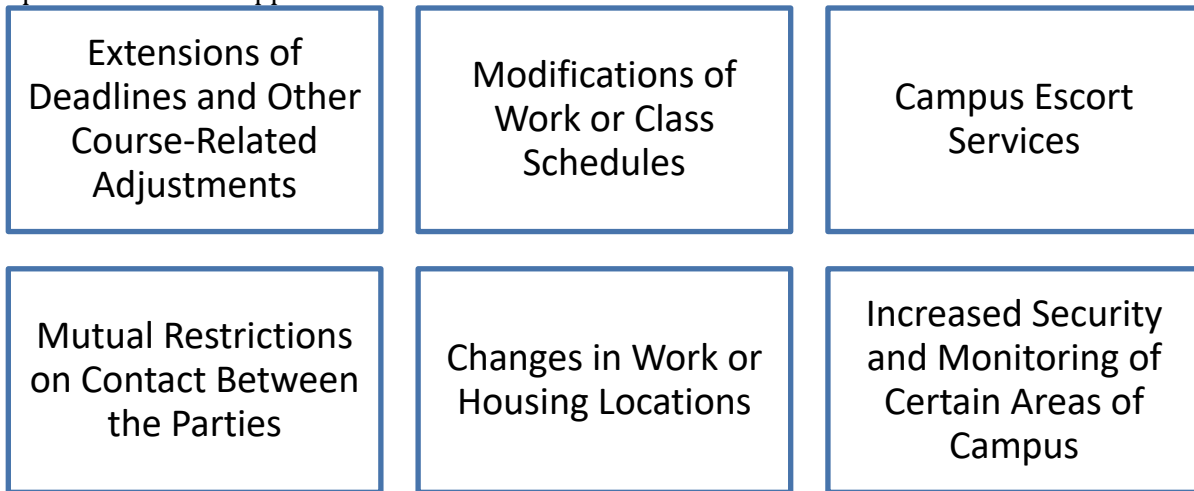 Extensions of
Deadlines and Other
Course-Related
Adjustments
Modifications of
Work or Class
Schedules
Campus Escort
Services
Mutual Restrictions
on Contact Between
the Parties
Changes in Work or
Housing Locations
Increased Security
and Monitoring of
Certain Areas of
Campus